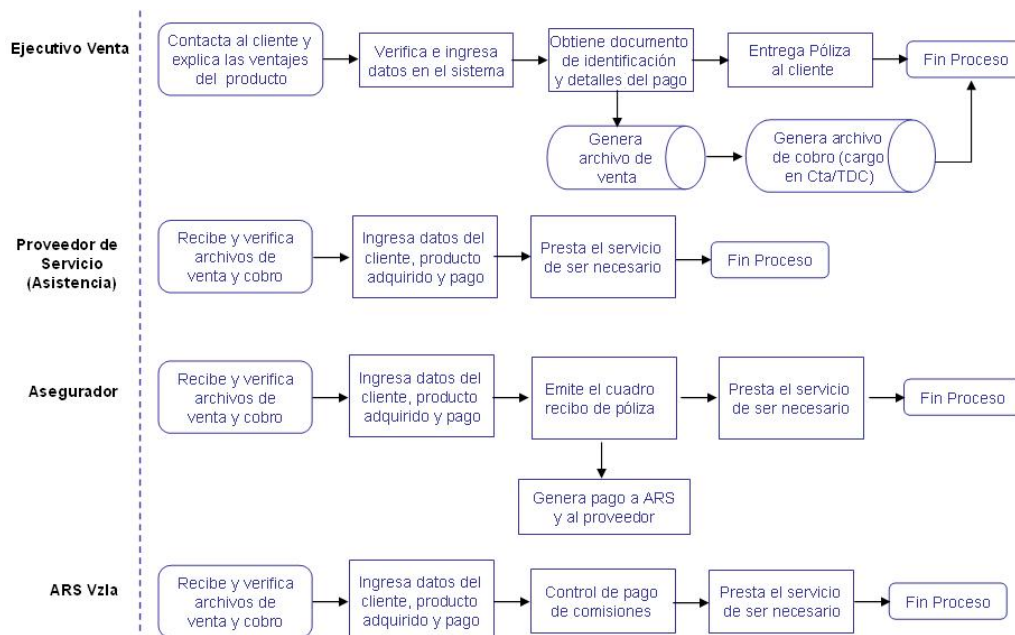 Ejecutivo Venta
Contacta al cliente y
explica las ventajes
del producto
Verifica e ingresa
datos en el sistema
Obtiene documento
de identificación
y detalles del pago
Entrega Póliza
al cliente
Fin Proceso
Genera
archivo de
venta
Genera archivo
de cobro (cargo
en Cta/TDC)
Proveedor de
Servicio
(Asistencia)
Recibe y verifica
archivos de
venta y cobro
Ingresa datos del
cliente, producto
adquirido y pago
Presta el servicio
de ser necesario
Fin Proceso
Asegurador
Recibe y verifica
archivos de
venta y cobro
Ingresa datos del
cliente, producto
adquirido y pago
Emite el cuadro
recibo de póliza
Presta el servicio
de ser necesario
Fin Proceso
Genera pago a ARS
y al proveedor
ARS Vzla
Recibe y verifica
archivos de
venta y cobro
Ingresa datos del
cliente, producto
adquirido y pago
Control de pago
de comisiones
Presta el servicio
de ser necesario
Fin Proceso